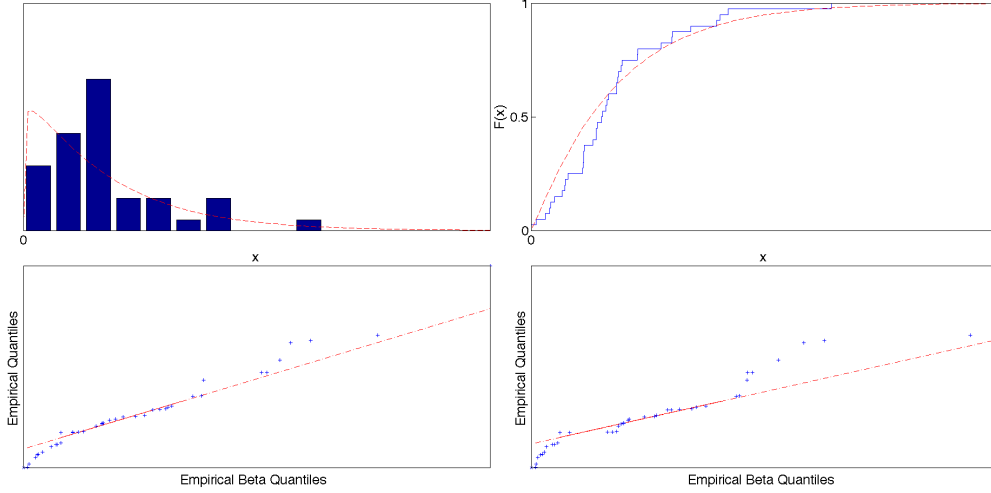 1
F(x)
0.5
0
0
0
x
x
Empirical Quantiles
Empirical Quantiles
Empirical Beta Quantiles
Empirical Beta Quantiles